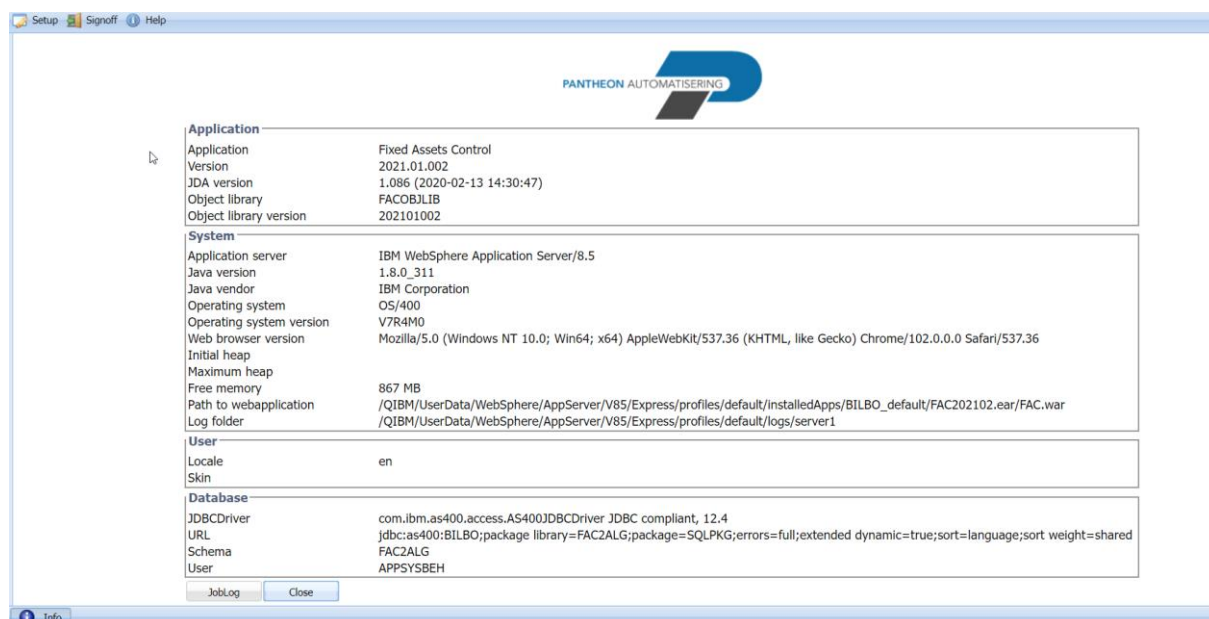 Setup Signoff Help
PANTHEON AUTOMATISERING
Application
Application Fixed Assets Control
Version 2021.01.002
JDA version 1.086 (2020-02-13 14:30:47)
Object library FACOBJLIB
Object library version 202101002
System
Application server IBM WebSphere Application Server/8.5
Java version 1.8.0_311
Java vendor IBM Corporation
Operating system OS/400
Operating system version V7R4M0
Web browser version Mozilla/5.0 (Windows NT 10.0; Win64; x64) AppleWebKit/537.36 (KHTML, like Gecko) Chrome/102.0.0.0 Safari/537.36
Initial heap
Maximum heap
Free memory 867 MB
Path to webapplication /QIBM/UserData/WebSphere/AppServer/V85/Express/profiles/default/installedApps/BILBO_default/FAC202102.ear/FAC.war
Log folder /QIBM/UserData/WebSphere/AppServer/V85/Express/profiles/default/logs/server1
User
Locale en
Skin
Database
JDBCDriver com.ibm.as400.access.AS400JDBCDriver JDBC compliant, 12.4
URL jdbc:as400:BILBO;package library=FAC2ALG;package=SQLPKG;errors=full;extended dynamic=true;sort=language;sort weight=shared
Schema FAC2ALG
User APPSYSBEH
JobLog Close
Info